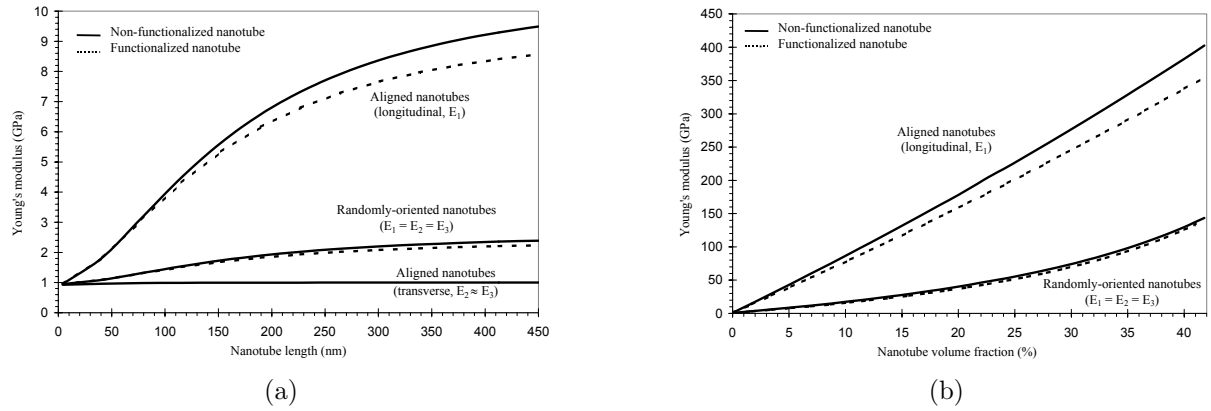 10
9
8
7
6
5
4
3
2
1
0
Young's modulus (GPa)
Non-functionalized nanotube
Functionalized nanotube
Aligned nanotubes
(longitudinal, E₁)
Randomly-oriented nanotubes
(E₁ = E₂ = E₃)
Aligned nanotubes
(transverse, E₂ ≈ E₃)
0 50 100 150 200 250 300 350 400 450
Nanotube length (nm)
(a)
450
400
350
300
250
200
150
100
50
0
Young's modulus (GPa)
Non-functionalized nanotube
Functionalized nanotube
Aligned nanotubes
(longitudinal, E₁)
Randomly-oriented nanotubes
(E₁ = E₂ = E₃)
0 5 10 15 20 25 30 35 40
Nanotube volume fraction (%)
(b)